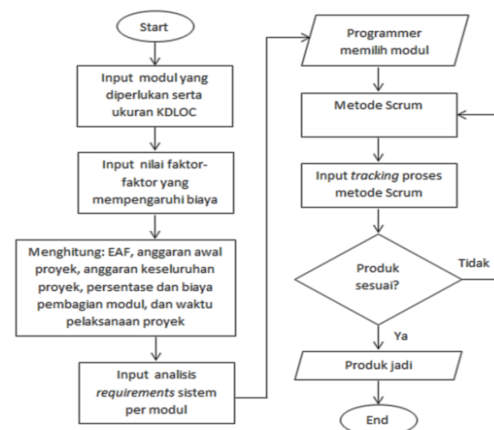 Start
Input modul yang
diperlukan serta
ukuran KDLOC
Input nilai faktor-
faktor yang
mempengaruhi biaya
Menghitung: EAF, anggaran awal
proyek, anggaran keseluruhan
proyek, persentase dan biaya
pembagian modul, dan waktu
pelaksanaan proyek
Input analisis
requirements sistem
per modul
Programmer
memilih modul
Metode Scrum
Input tracking proses
metode Scrum
Produk
sesuai?
Tidak
Ya
Produk jadi
End